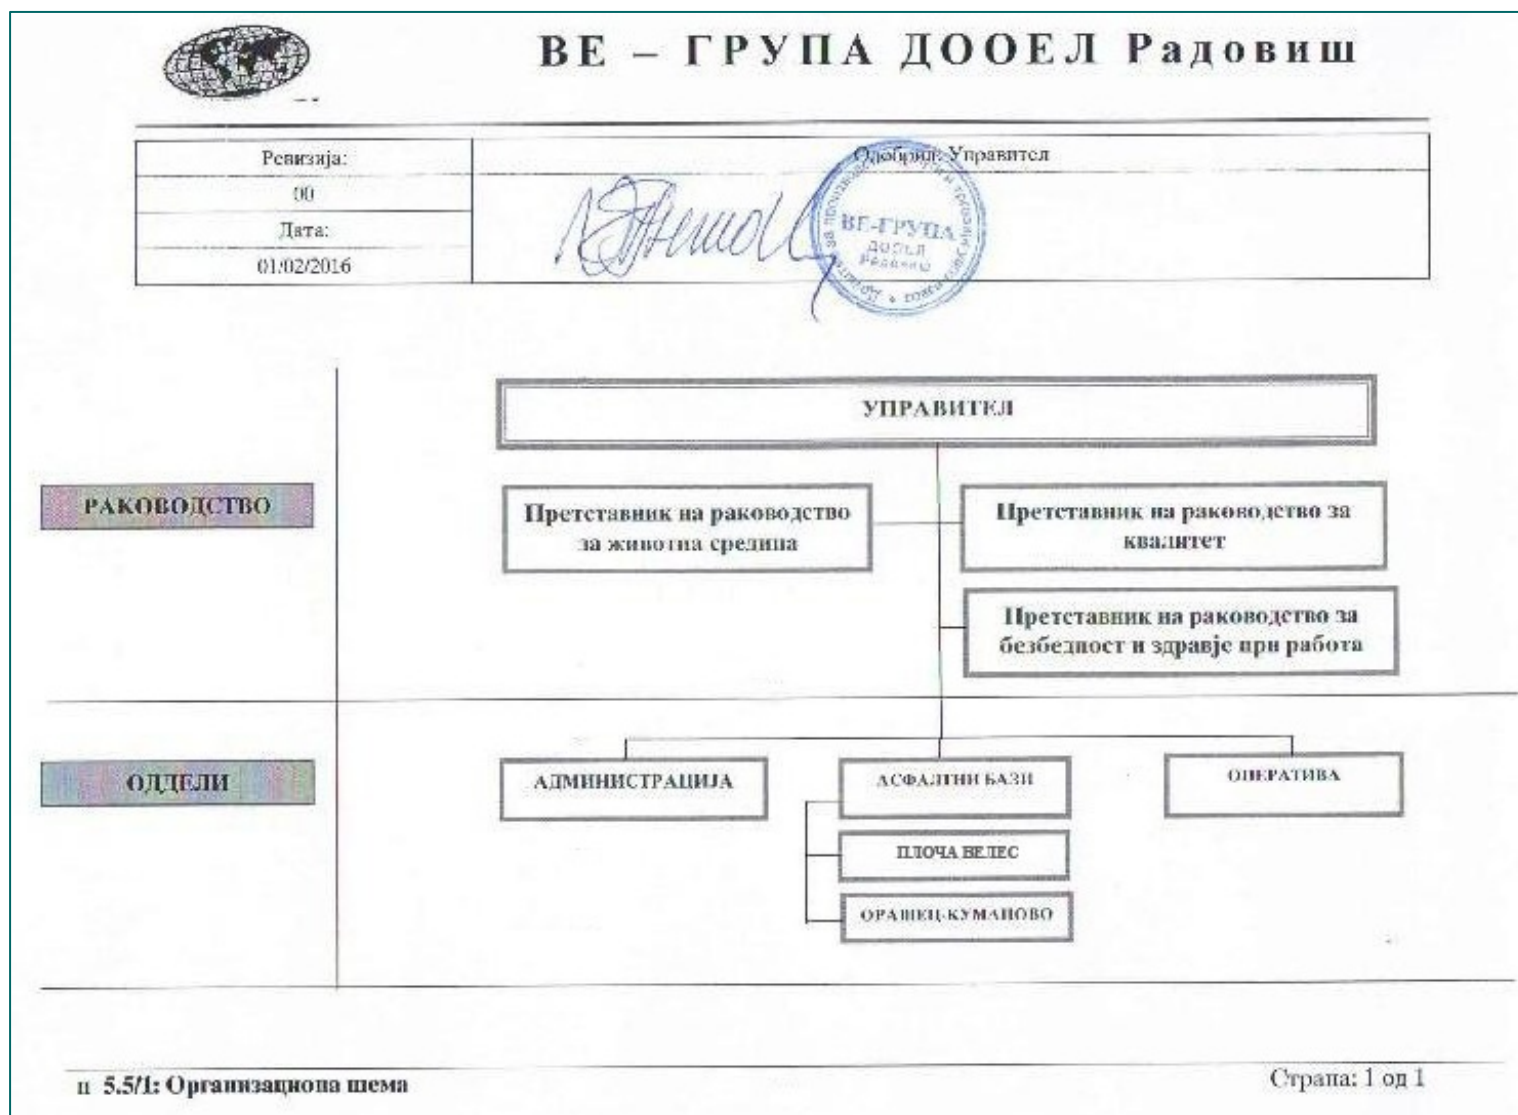 ВЕ – ГРУПА ДООЕЛ Радовиш
Ревизија:
Одобрил: Управител
00
Дата:
01/02/2016
ВЕ-ГРУПА
ДООЕЛ
Радовиш
УПРАВИТЕЛ
РАКОВОДСТВО
Претставник на раководство
за животна средина
Претставник на раководство за
квалитет
Претставник на раководство за
безбедност и здравје при работа
ОДДЕЛИ
АДМИНИСТРАЦИЈА
АСФАЛТНИ БАЗИ
ОПЕРАТИВА
ПЛОЧА ВЕЛЕС
ОРАШЕЦ-КУМАНОВО
п 5.5/1: Организациона шема
Страна: 1 од 1